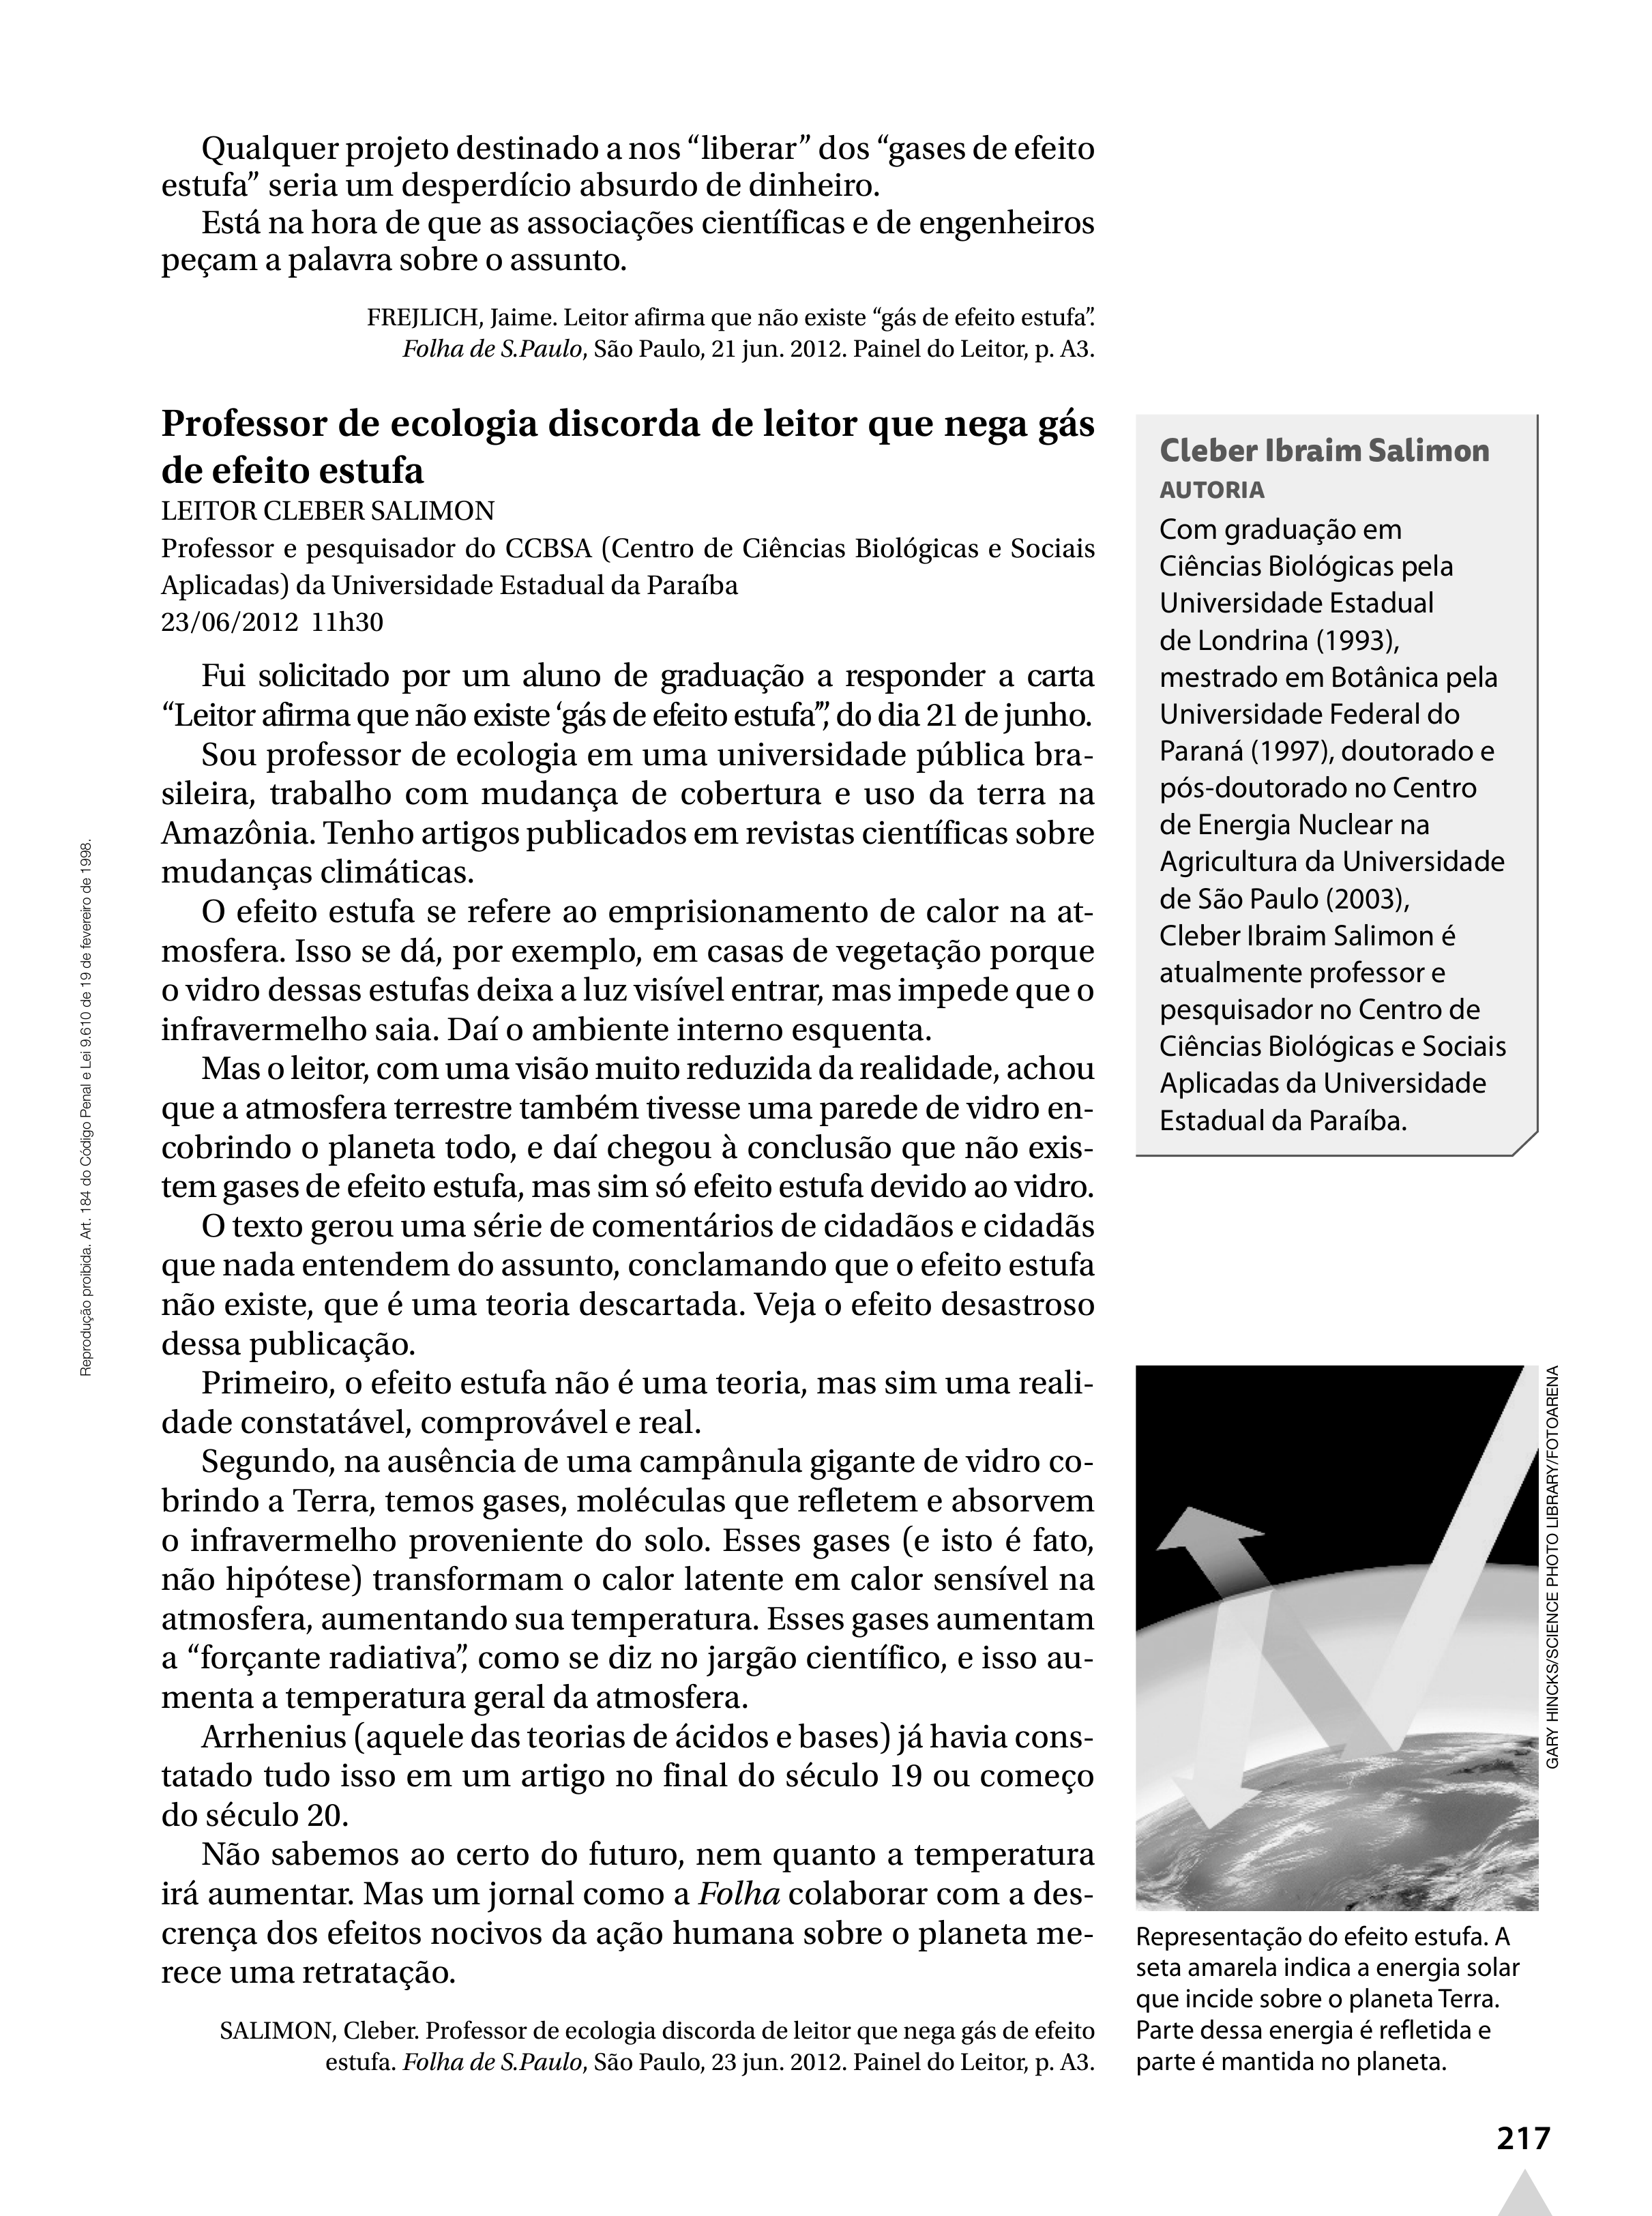 Qualquer projeto destinado a nos “liberar” dos “gases de efeito
estufa” seria um desperdício absurdo de dinheiro.
Está na hora de que as associações científicas e de engenheiros
peçam a palavra sobre o assunto.
FREJLICH, Jaime. Leitor afirma que não existe “gás de efeito estufa”.
Folha de S.Paulo, São Paulo, 21 jun. 2012. Painel do Leitor, p. A3.
Professor de ecologia discorda de leitor que nega gás
de efeito estufa
LEITOR CLEBER SALIMON
Professor e pesquisador do CCBSA (Centro de Ciências Biológicas e Sociais
Aplicadas) da Universidade Estadual da Paraíba
23/06/2012 11h30
Fui solicitado por um aluno de graduação a responder a carta
“Leitor afirma que não existe ‘gás de efeito estufa’”, do dia 21 de junho.
Sou professor de ecologia em uma universidade pública bra-
sileira, trabalho com mudança de cobertura e uso da terra na
Amazônia. Tenho artigos publicados em revistas científicas sobre
mudanças climáticas.
O efeito estufa se refere ao emprisionamento de calor na at-
mosfera. Isso se dá, por exemplo, em casas de vegetação porque
o vidro dessas estufas deixa a luz visível entrar, mas impede que o
infravermelho saia. Daí o ambiente interno esquenta.
Mas o leitor, com uma visão muito reduzida da realidade, achou
que a atmosfera terrestre também tivesse uma parede de vidro en-
cobrindo o planeta todo, e daí chegou à conclusão que não exis-
tem gases de efeito estufa, mas sim só efeito estufa devido ao vidro.
O texto gerou uma série de comentários de cidadãos e cidadãs
que nada entendem do assunto, conclamando que o efeito estufa
não existe, que é uma teoria descartada. Veja o efeito desastroso
dessa publicação.
Primeiro, o efeito estufa não é uma teoria, mas sim uma reali-
dade constatável, comprovável e real.
Segundo, na ausência de uma campânula gigante de vidro co-
brindo a Terra, temos gases, moléculas que refletem e absorvem
o infravermelho proveniente do solo. Esses gases (e isto é fato,
não hipótese) transformam o calor latente em calor sensível na
atmosfera, aumentando sua temperatura. Esses gases aumentam
a “forçante radiativa”, como se diz no jargão científico, e isso au-
menta a temperatura geral da atmosfera.
Arrhenius (aquele das teorias de ácidos e bases) já havia cons-
tatado tudo isso em um artigo no final do século 19 ou começo
do século 20.
Não sabemos ao certo do futuro, nem quanto a temperatura
irá aumentar. Mas um jornal como a Folha colaborar com a des-
crença dos efeitos nocivos da ação humana sobre o planeta me-
rece uma retratação.
SALIMON, Cleber. Professor de ecologia discorda de leitor que nega gás de efeito
estufa. Folha de S.Paulo, São Paulo, 23 jun. 2012. Painel do Leitor, p. A3.
Cleber Ibraim Salimon
AUTORIA
Com graduação em
Ciências Biológicas pela
Universidade Estadual
de Londrina (1993),
mestrado em Botânica pela
Universidade Federal do
Paraná (1997), doutorado e
pós-doutorado no Centro
de Energia Nuclear na
Agricultura da Universidade
de São Paulo (2003),
Cleber Ibraim Salimon é
atualmente professor e
pesquisador no Centro de
Ciências Biológicas e Sociais
Aplicadas da Universidade
Estadual da Paraíba.
GARY HINCKS/SCIENCE PHOTO LIBRARY/FOTOARENA
Representação do efeito estufa. A
seta amarela indica a energia solar
que incide sobre o planeta Terra.
Parte dessa energia é refletida e
parte é mantida no planeta.
Reprodução proibida. Art. 184 do Código Penal e Lei 9.610 de 19 de fevereiro de 1998.
217